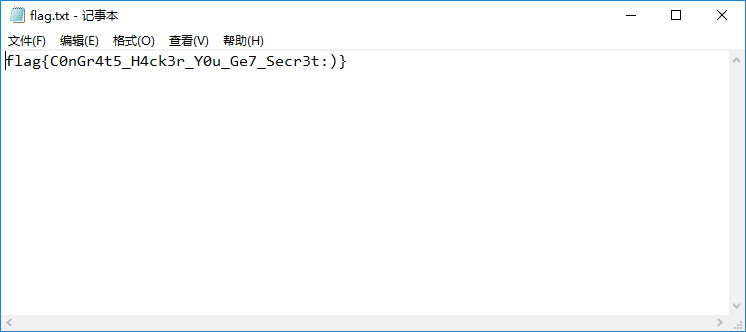 flag.txt - 记事本
文件(F) 编辑(E) 格式(O) 查看(V) 帮助(H)
flag{C0nGr4t5_H4ck3r_Y0u_Ge7_Secr3t:)}